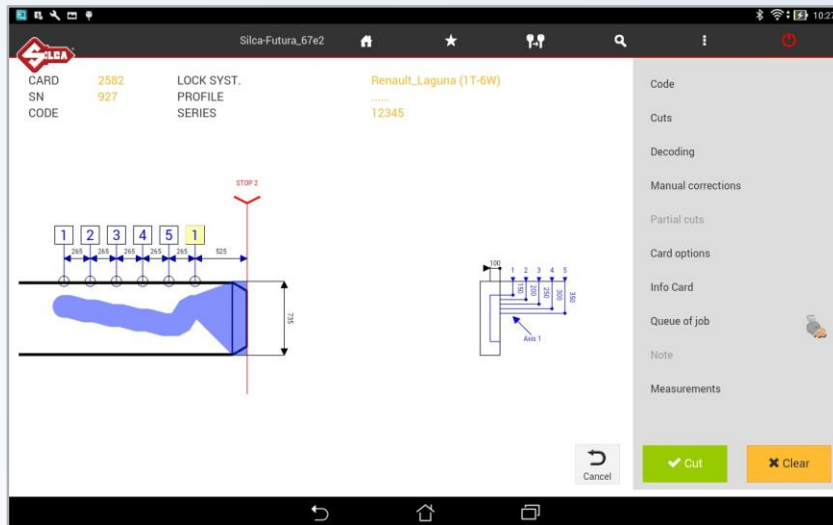 10:27
Silca-Futura_67e2
SILCA
CARD 2582 LOCK SYST. Renault_Laguna (1T-6W)
SN 927 PROFILE ......
CODE SERIES 12345
STOP 2
1 2 3 4 5 1
265 265 265 265 265 525
735
100
1 2 3 4 5
150 200 250 300 350
Axis 1
Code
Cuts
Decoding
Manual corrections
Partial cuts
Card options
Info Card
Queue of job
Note
Measurements
Cancel
Cut
Clear